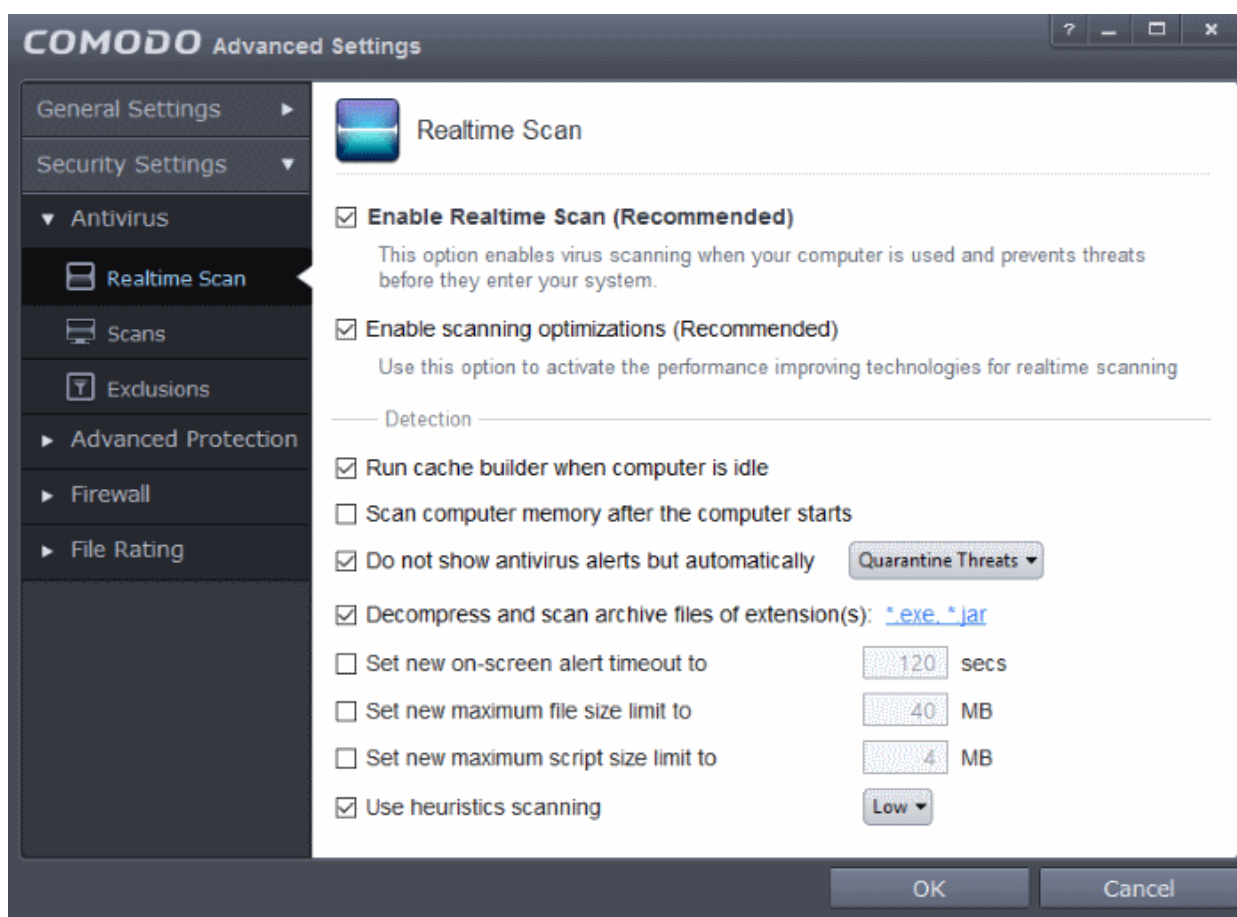 COMODO Advanced Settings
?
General Settings
Security Settings
Antivirus
Realtime Scan
Scans
Exclusions
Advanced Protection
Firewall
File Rating
Realtime Scan
Enable Realtime Scan (Recommended)
This option enables virus scanning when your computer is used and prevents threats
before they enter your system.
Enable scanning optimizations (Recommended)
Use this option to activate the performance improving technologies for realtime scanning
Detection
Run cache builder when computer is idle
Scan computer memory after the computer starts
Do not show antivirus alerts but automatically Quarantine Threats
Decompress and scan archive files of extension(s): *.exe, *.jar
Set new on-screen alert timeout to 120 secs
Set new maximum file size limit to 40 MB
Set new maximum script size limit to 4 MB
Use heuristics scanning Low
OK Cancel